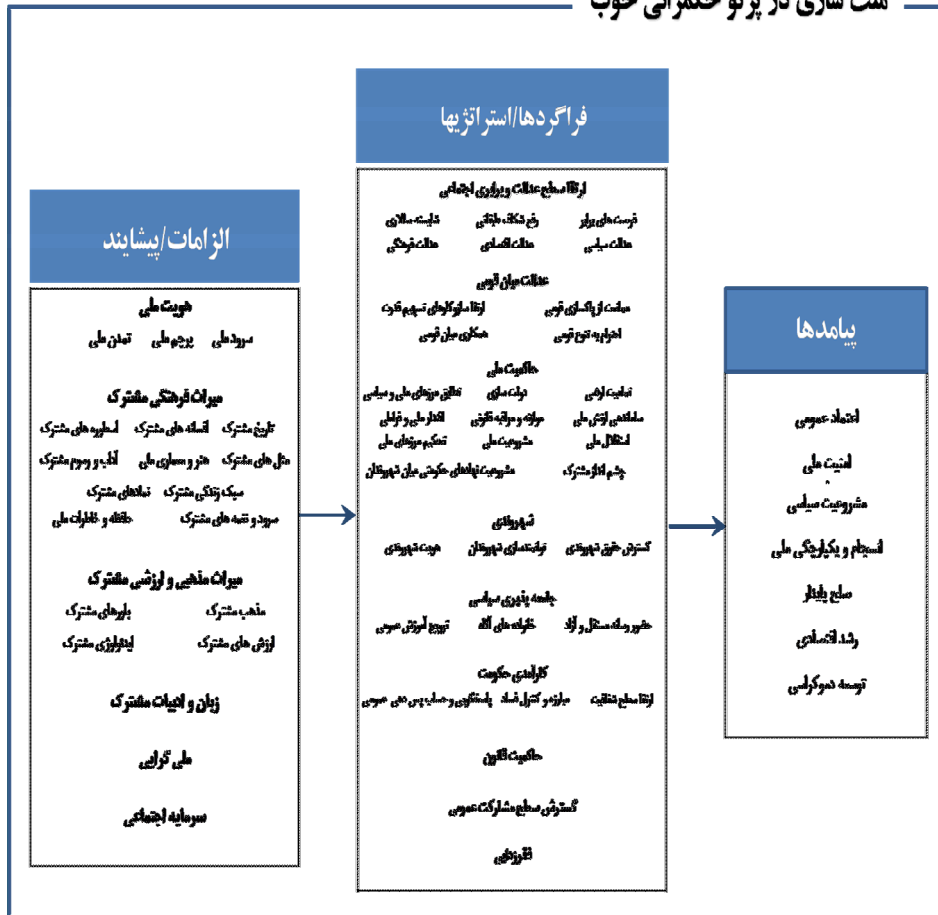 ملت سازی در پرتو حکمرانی خوب
الزامات/پیشایند
هویت ملی
سرود ملی پرچم ملی تمدن ملی
میراث فرهنگی مشترک
تاریخ مشترک افسانه های مشترک اسطوره های مشترک
مثل های مشترک هنر و معماری ملی آداب و رسوم مشترک
سبک زندگی مشترک نمادهای مشترک
سرود و نغمه های مشترک حافظه و خاطرات ملی
میراث مذهبی و ارزشی مشترک
مذهب مشترک باورهای مشترک
ارزش های مشترک ایدئولوژی مشترک
زبان و ادبیات مشترک
ملی گرایی
سرمایه اجتماعی
فراگردها/استراتژیها
ارتقا سطح عدالت و برابری اجتماعی
فرصت های برابر رفع شکاف طبقاتی شایسته سالاری
عدالت سیاسی عدالت اقتصادی عدالت فرهنگی
عدالت میان قومی
ممانعت از پاکسازی قومی ارتقا سازوکارهای تسهیم قدرت
احترام به تنوع قومی همکاری میان قومی
حاکمیت ملی
تمامیت ارضی دولت سازی تطابق مرزهای ملی و سیاسی
ساماندهی ارتش ملی موازنه و مراقبه قانونی اقتدار ملی و فراملی
استقلال ملی مشروعیت ملی تحکیم مرزهای ملی
چشم انداز مشترک مشروعیت نهادهای حکومتی میان شهروندان
شهروندی
گسترش حقوق شهروندی توانمندسازی شهروندان هویت شهروندی
جامعه پذیری سیاسی
حضور رسانه مستقل و آزاد خانواده های آگاه ترویج آموزش عمومی
کارآمدی حکومت
ارتقا سطح شفافیت مبارزه و کنترل فساد پاسخگویی و حساب پس دهی عمومی
حاکمیت قانون
گسترش سطح مشارکت عمومی
فقرزدایی
پیامدها
اعتماد عمومی
امنیت ملی
مشروعیت سیاسی
انسجام و یکپارچگی ملی
صلح پایدار
رشد اقتصادی
توسعه دموکراسی